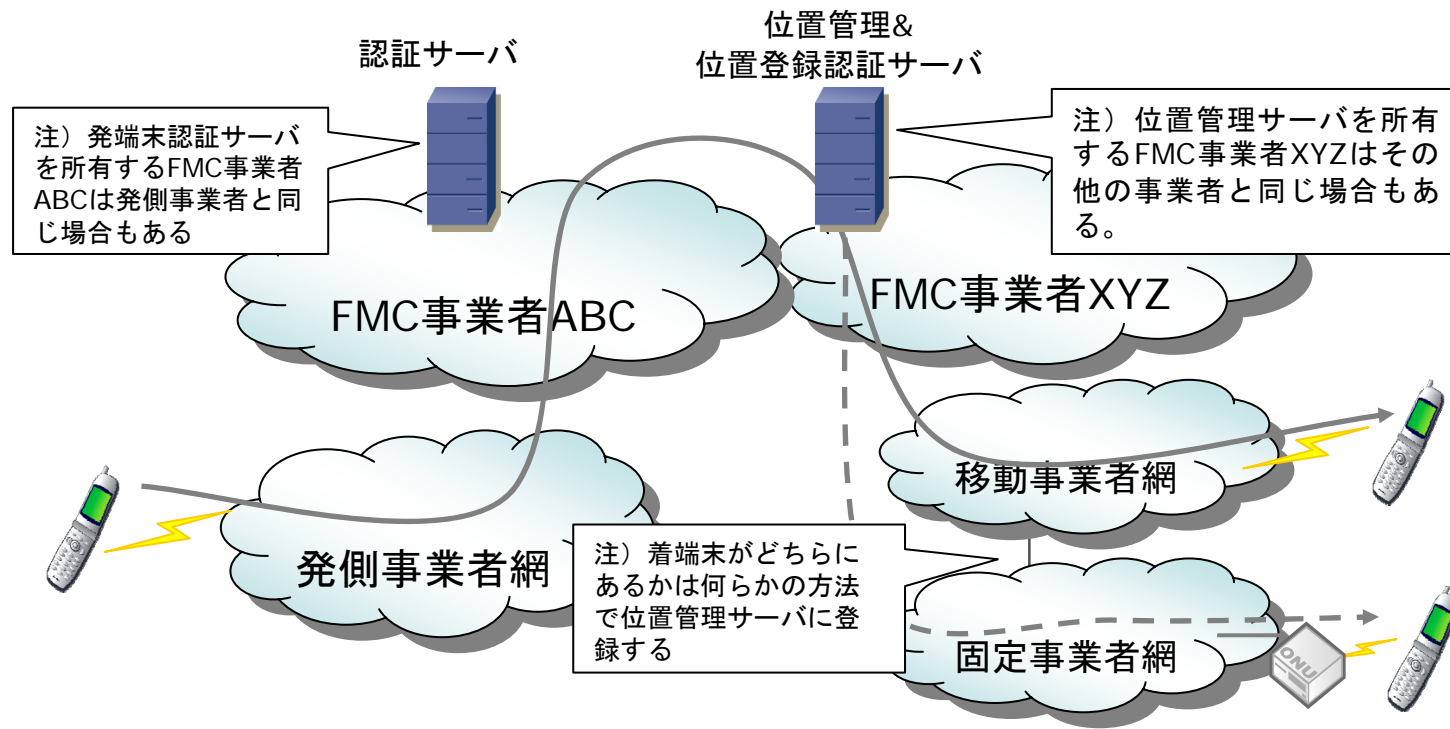 認証サーバ
位置管理&
位置登録認証サーバ
注）発端末認証サーバ
を所有するFMC事業者
ABCは発側事業者と同
じ場合もある
注）位置管理サーバを所有
するFMC事業者XYZはその
他の事業者と同じ場合もあ
る。
FMC事業者ABC
FMC事業者XYZ
移動事業者網
発側事業者網
注）着端末がどちらに
あるかは何らかの方法
で位置管理サーバに登
録する
固定事業者網
ONU